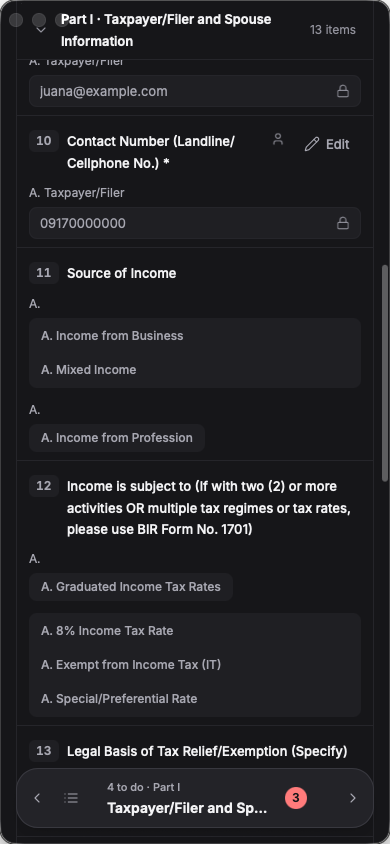 Part I · Taxpayer/Filer and Spouse
Information
13 items
A. Taxpayer/Filer
juana@example.com
10
Contact Number (Landline/
Cellphone No.) *
Edit
A. Taxpayer/Filer
09170000000
11
Source of Income
A.
A. Income from Business
A. Mixed Income
A.
A. Income from Profession
12
Income is subject to (If with two (2) or more
activities OR multiple tax regimes or tax rates,
please use BIR Form No. 1701)
A.
A. Graduated Income Tax Rates
A. 8% Income Tax Rate
A. Exempt from Income Tax (IT)
A. Special/Preferential Rate
13
Legal Basis of Tax Relief/Exemption (Specify)
4 to do · Part I
Taxpayer/Filer and Sp...
3